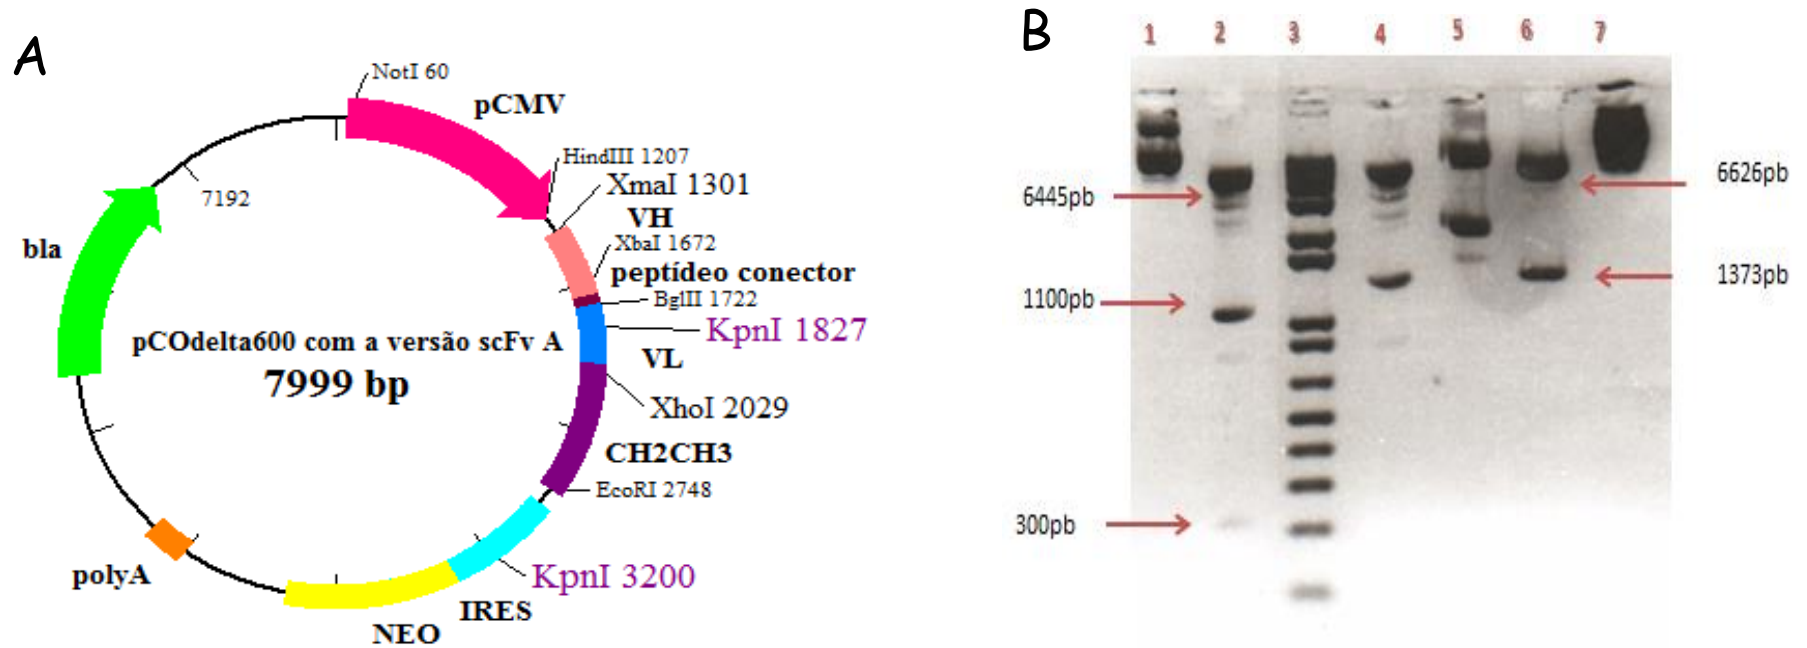 A
NotI 60
pCMV
HindIII 1207
XmaI 1301
VH
XbaI 1672
peptídeo conector
BglII 1722
KpnI 1827
VL
XhoI 2029
CH2CH3
EcoRI 2748
KpnI 3200
IRES
NEO
polyA
bla
7192
pCOdelta600 com a versão scFv A
7999 bp
B
1 2 3 4 5 6 7
6445pb
1100pb
300pb
6626pb
1373pb